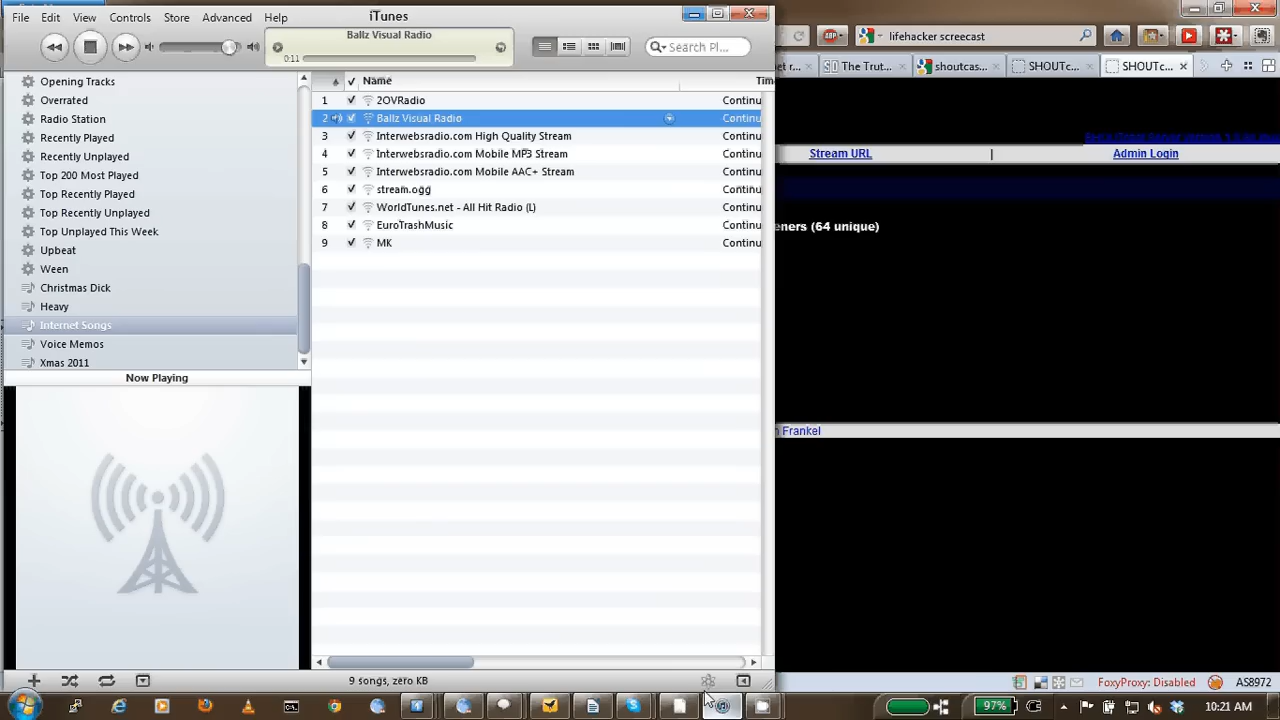 File Edit View Controls Store Advanced Help
iTunes
Ballz Visual Radio
0:11
Search Pl...
lifehacker screecast
The Trut...
shoutcas...
SHOUTc...
SHOUTc...
Opening Tracks
Overrated
Radio Station
Recently Played
Recently Unplayed
Top 200 Most Played
Top Recently Played
Top Recently Unplayed
Top Unplayed This Week
Upbeat
Ween
Christmas Dick
Heavy
Internet Songs
Voice Memos
Xmas 2011
Now Playing
Name Tim
1 2OVRadio Continu
2 Ballz Visual Radio Continu
3 Interwebsradio.com High Quality Stream Continu
4 Interwebsradio.com Mobile MP3 Stream Continu
5 Interwebsradio.com Mobile AAC+ Stream Continu
6 stream.ogg Continu
7 WorldTunes.net - All Hit Radio (L) Continu
8 EuroTrashMusic Continu
9 MK Continu
9 songs, zero KB
Stream URL | Admin Login
eners (64 unique)
n Frankel
FoxyProxy: Disabled AS8972
97% 10:21 AM